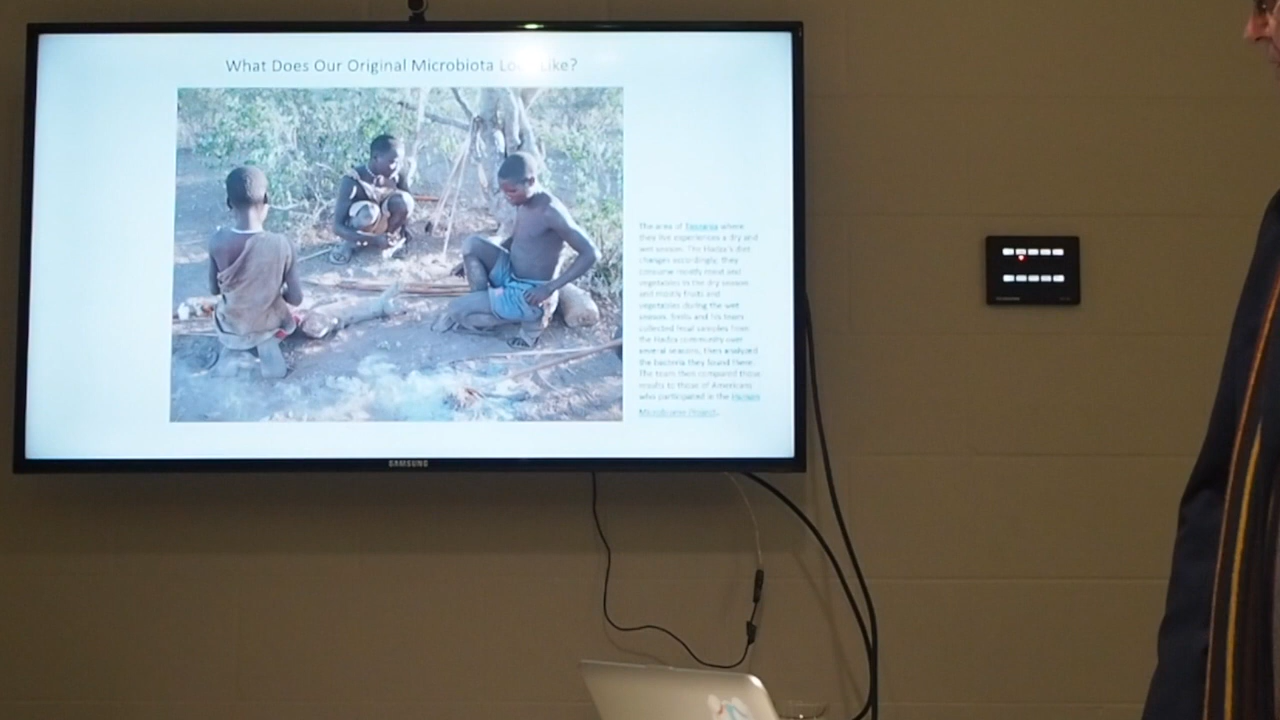 What Does Our Original Microbiota Look Like?
The area of Tanzania where
they live experiences a dry and
wet season. The Hadza's diet
changes accordingly; they
consume mostly meat and
vegetables in the dry season
and mostly fruits and
vegetables during the wet
season. Smits and his team
collected fecal samples from
the Hadza community over
several seasons, then analyzed
the bacteria they found there.
The team then compared those
results to those of Americans
who participated in the Human
Microbiome Project.
SAMSUNG